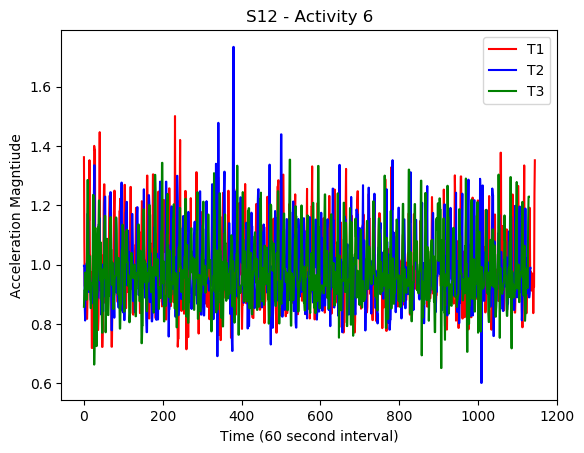 S12 - Activity 6
T1
T2
T3
1.6
1.4
1.2
1.0
0.8
0.6
Acceleration Magntiude
0
200
400
600
800
1000
1200
Time (60 second interval)